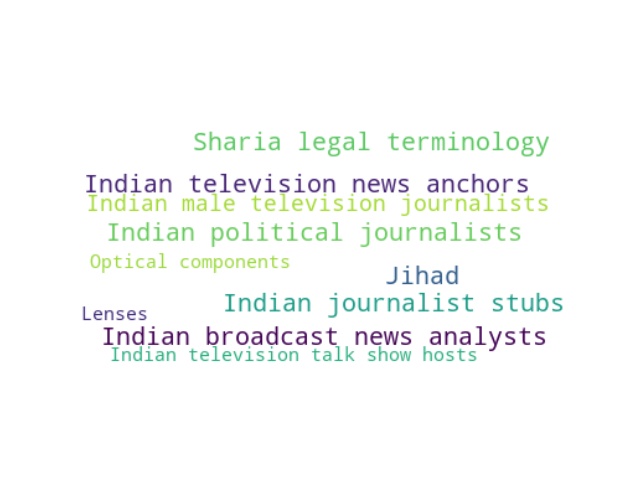 Sharia legal terminology
Indian television news anchors
Indian male television journalists
Indian political journalists
Optical components
Jihad
Indian journalist stubs
Lenses
Indian broadcast news analysts
Indian television talk show hosts